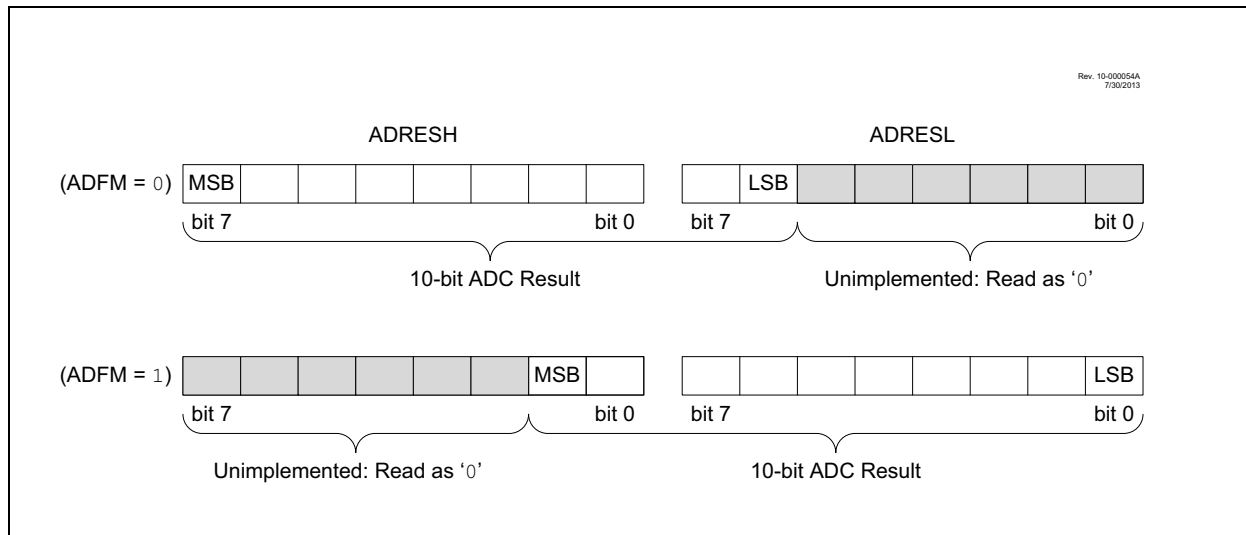 Rev. 10-000054A
7/30/2013
ADRESH ADRESL
(ADFM = 0) MSB LSB
bit 7 bit 0 bit 7 bit 0
10-bit ADC Result Unimplemented: Read as ‘0’
(ADFM = 1) MSB LSB
bit 7 bit 0 bit 7 bit 0
Unimplemented: Read as ‘0’ 10-bit ADC Result